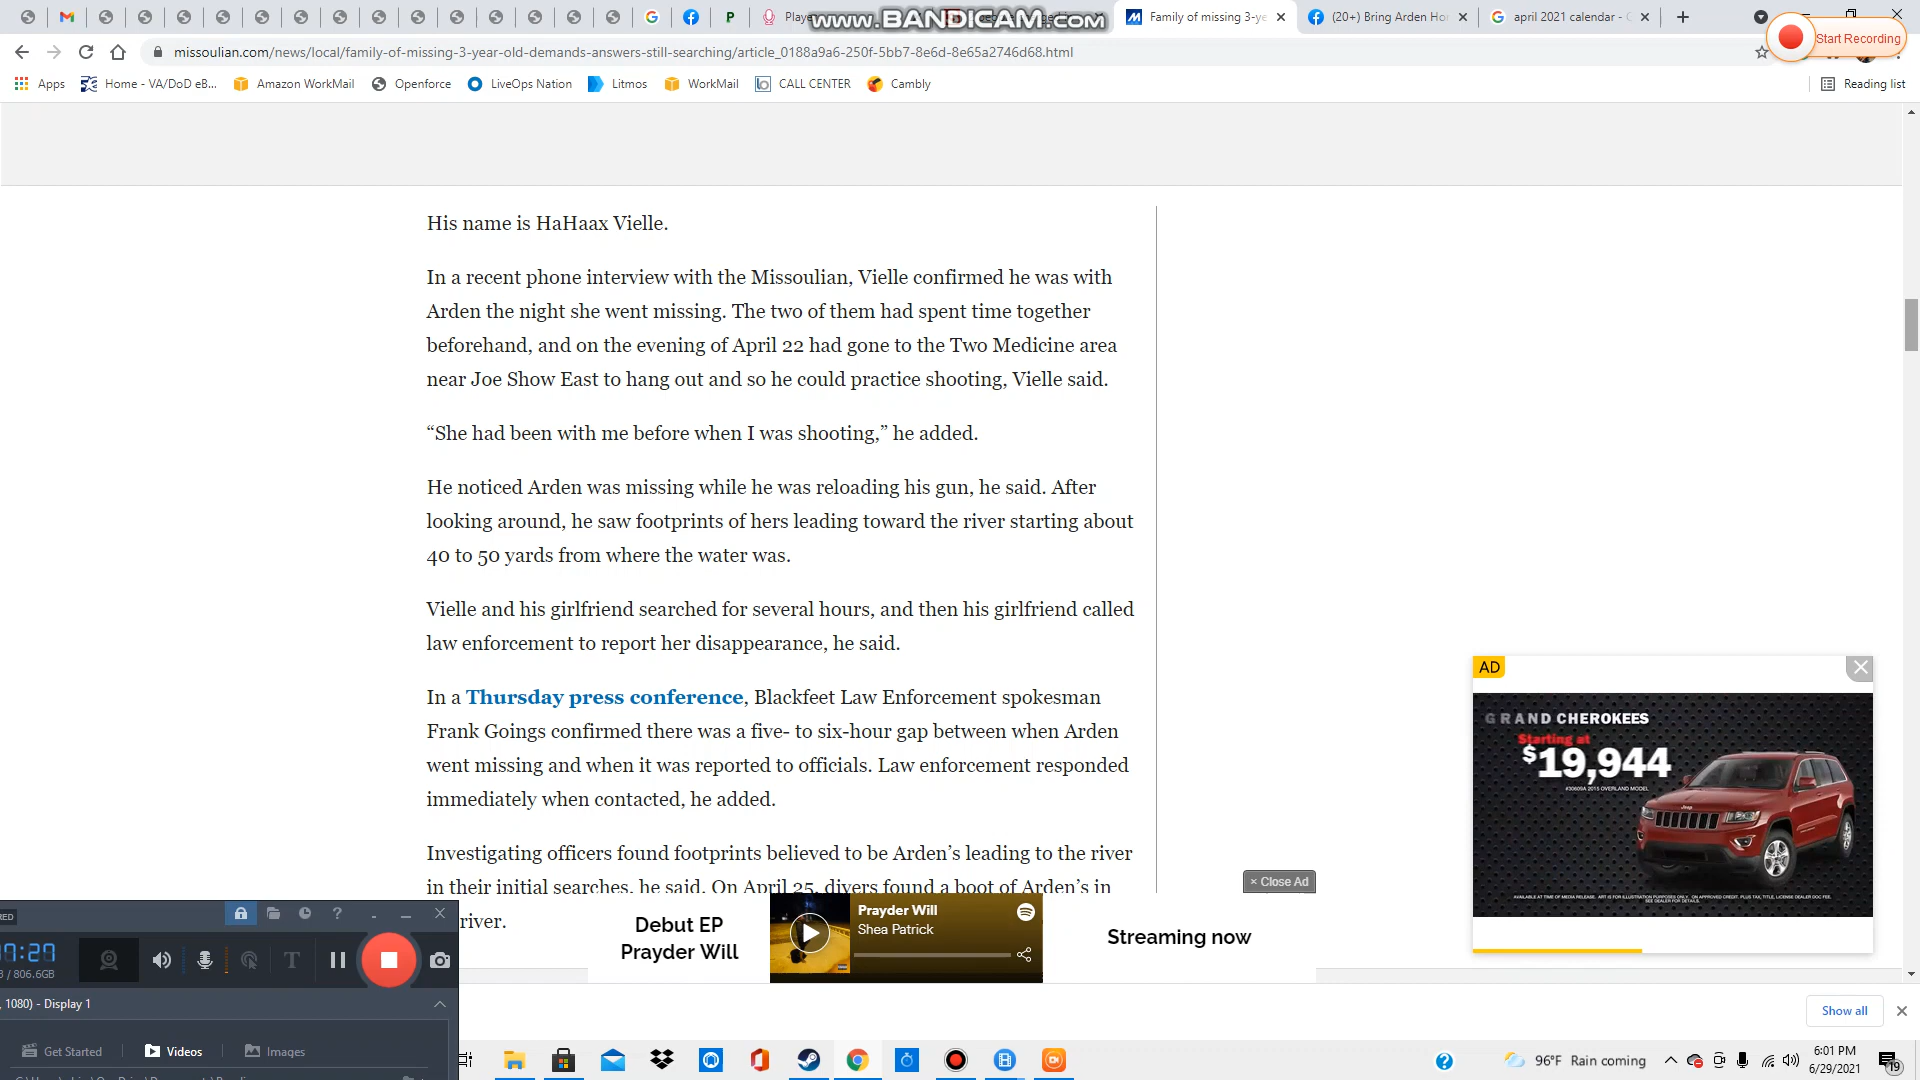 www.BANDICAM.com
Playe
Family of missing 3-ye
(20+) Bring Arden Hor
april 2021 calendar - G
Start Recording
missoulian.com/news/local/family-of-missing-3-year-old-demands-answers-still-searching/article_0188a9a6-250f-5bb7-8e6d-8e65a2746d68.html
Apps
Home - VA/DoD eB...
Amazon WorkMail
Openforce
LiveOps Nation
Litmos
WorkMail
CALL CENTER
Cambly
Reading list
His name is HaHaax Vielle.
In a recent phone interview with the Missoulian, Vielle confirmed he was with
Arden the night she went missing. The two of them had spent time together
beforehand, and on the evening of April 22 had gone to the Two Medicine area
near Joe Show East to hang out and so he could practice shooting, Vielle said.
“She had been with me before when I was shooting,” he added.
He noticed Arden was missing while he was reloading his gun, he said. After
looking around, he saw footprints of hers leading toward the river starting about
40 to 50 yards from where the water was.
Vielle and his girlfriend searched for several hours, and then his girlfriend called
law enforcement to report her disappearance, he said.
In a Thursday press conference, Blackfeet Law Enforcement spokesman
Frank Goings confirmed there was a five- to six-hour gap between when Arden
went missing and when it was reported to officials. Law enforcement responded
immediately when contacted, he added.
Investigating officers found footprints believed to be Arden’s leading to the river
in their initial searches, he said. On April 25, divers found a boot of Arden’s in
river.
AD
GRAND CHEROKEES
Starting at
$19,944
#30609A 2015 OVERLAND MODEL
× Close Ad
Debut EP
Prayder Will
Prayder Will
Shea Patrick
Streaming now
RED
7:27
/ 806.6GB
1080) - Display 1
Get Started
Videos
Images
Show all
96°F Rain coming
6:01 PM
6/29/2021
19